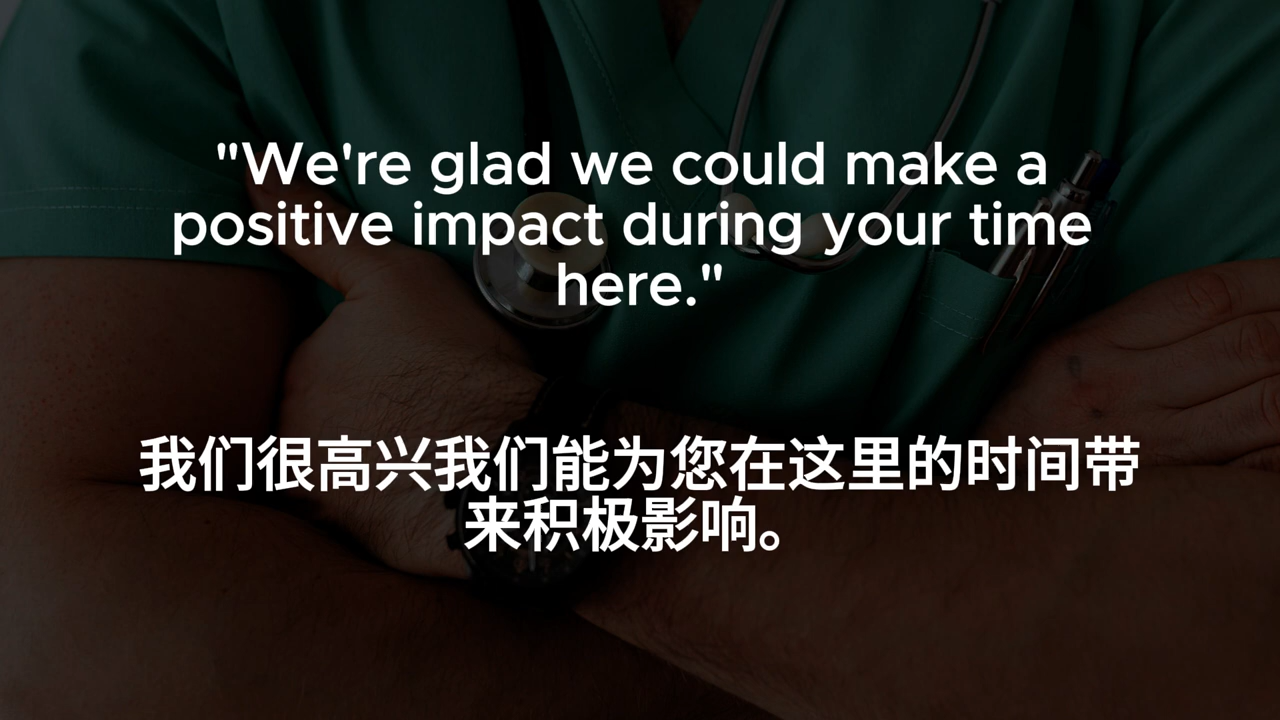 "We're glad we could make a
positive impact during your time
here."
我们很高兴我们能为您在这里的时间带
来积极影响。